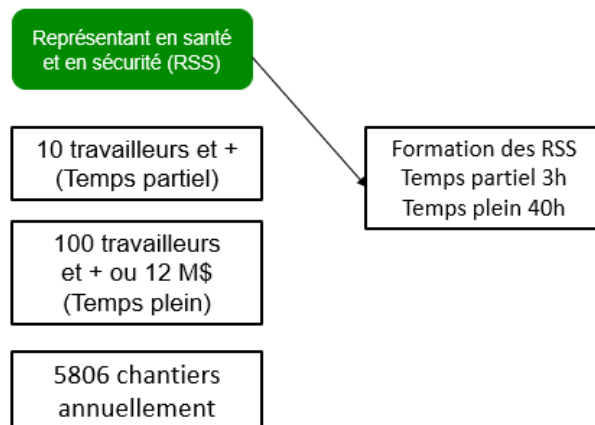 Représentant en santé
et en sécurité (RSS)
10 travailleurs et +
(Temps partiel)
100 travailleurs
et + ou 12 M$
(Temps plein)
5806 chantiers
annuellement
Formation des RSS
Temps partiel 3h
Temps plein 40h